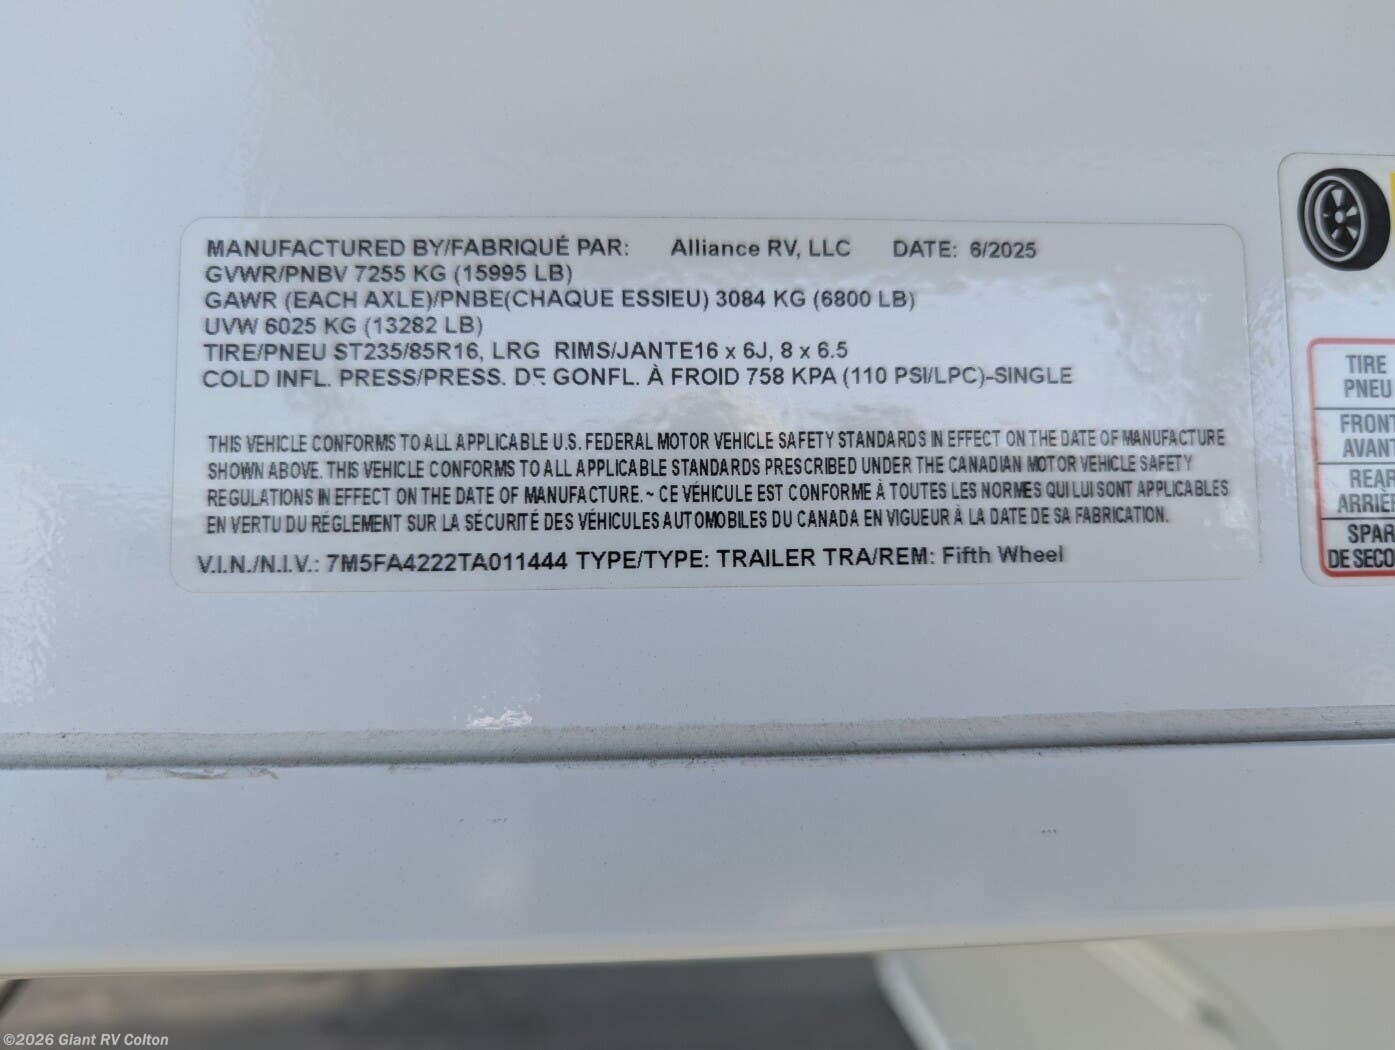 MANUFACTURED BY/FABRIQUÉ PAR: Alliance RV, LLC DATE: 6/2025
GVWR/PNBV 7255 KG (15995 LB)
GAWR (EACH AXLE)/PNBE(CHAQUE ESSIEU) 3084 KG (6800 LB)
UVW 6025 KG (13282 LB)
TIRE/PNEU ST235/85R16, LRG RIMS/JANTE16 x 6J, 8 x 6.5
COLD INFL. PRESS/PRESS. DE GONFL. À FROID 758 KPA (110 PSI/LPC)-SINGLE
THIS VEHICLE CONFORMS TO ALL APPLICABLE U.S. FEDERAL MOTOR VEHICLE SAFETY STANDARDS IN EFFECT ON THE DATE OF MANUFACTURE
SHOWN ABOVE. THIS VEHICLE CONFORMS TO ALL APPLICABLE STANDARDS PRESCRIBED UNDER THE CANADIAN MOTOR VEHICLE SAFETY
REGULATIONS IN EFFECT ON THE DATE OF MANUFACTURE. ~ CE VÉHICULE EST CONFORME À TOUTES LES NORMES QUI LUI SONT APPLICABLES
EN VERTU DU RÉGLEMENT SUR LA SÉCURITÉ DES VÉHICULES AUTOMOBILES DU CANADA EN VIGUEUR À LA DATE DE SA FABRICATION.
V.I.N./N.I.V.: 7M5FA4222TA011444 TYPE/TYPE: TRAILER TRA/REM: Fifth Wheel
TIRE
PNEU
FRONT
AVANT
REAR
ARRIÈ
SPAR
DE SECO
©2026 Giant RV Colton